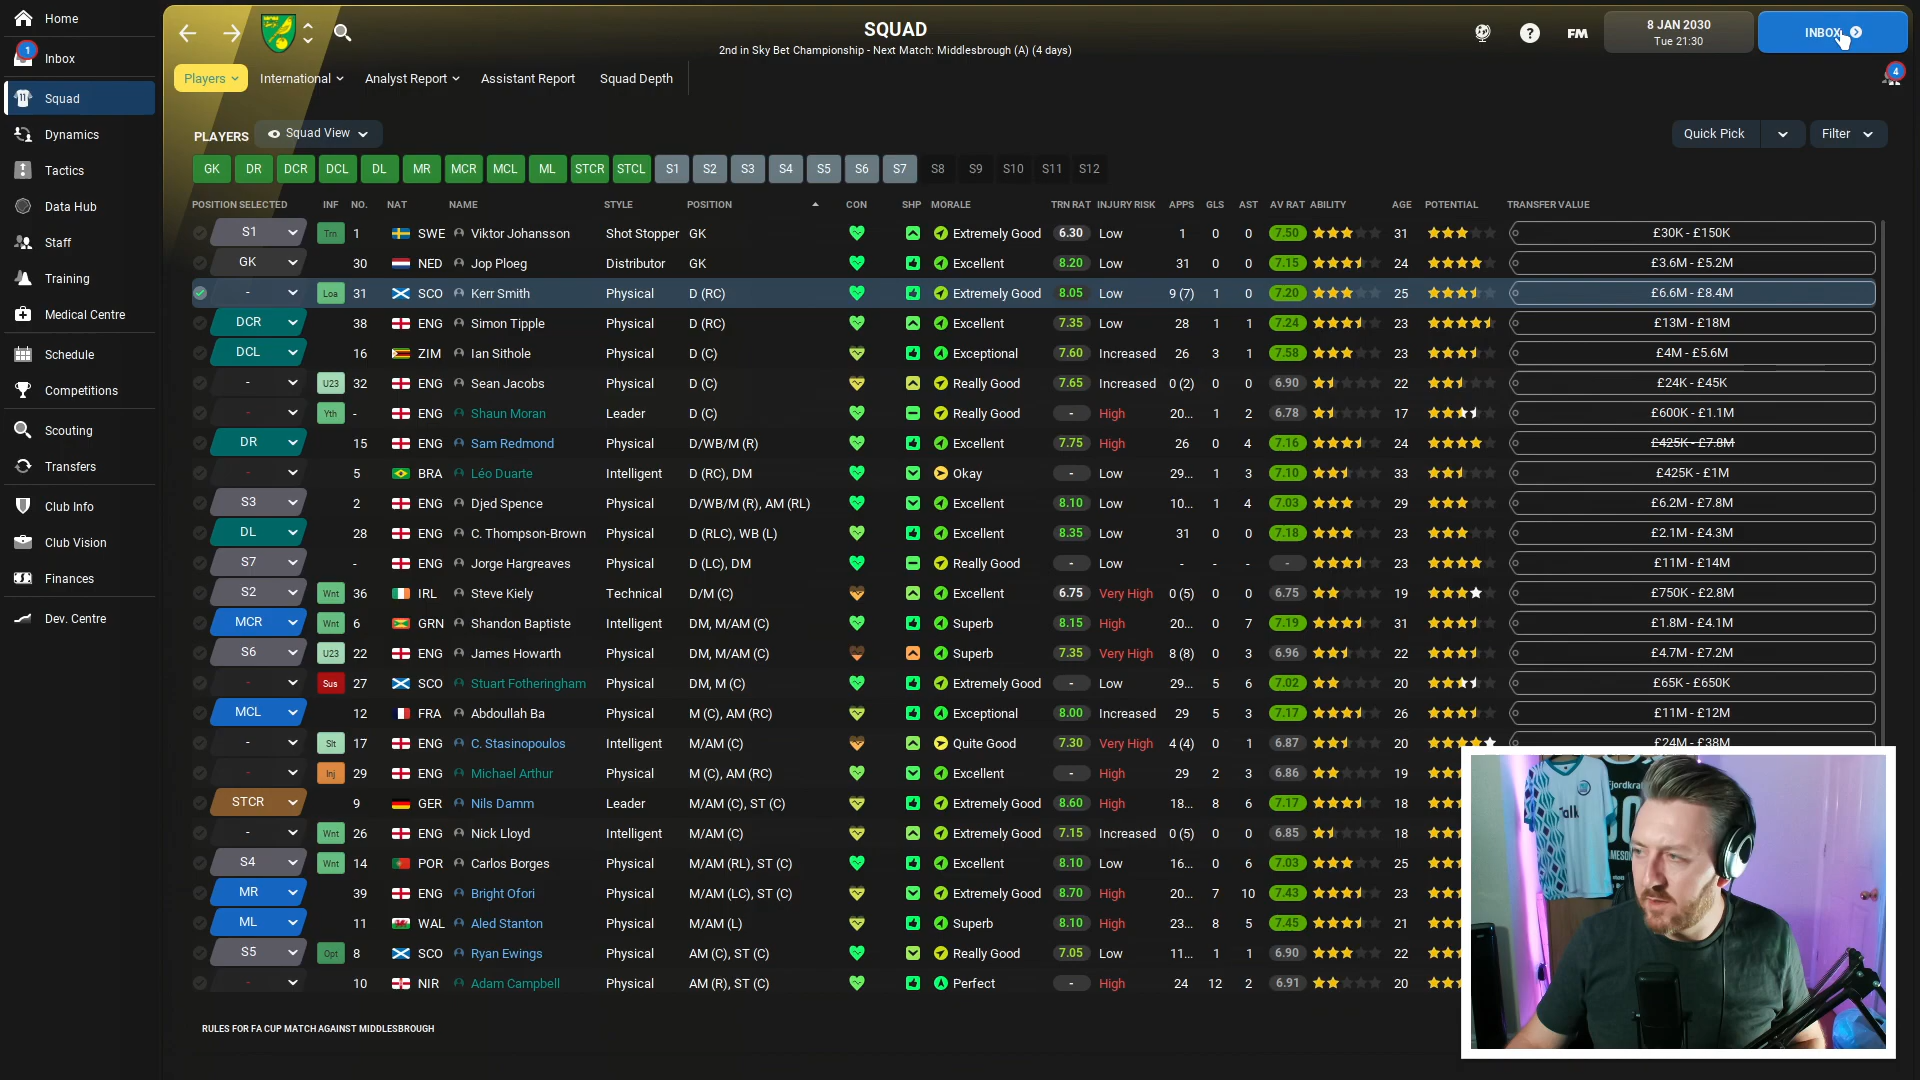 Home
Inbox
1
Squad
Dynamics
Tactics
Data Hub
Staff
Training
Medical Centre
Schedule
Competitions
Scouting
Transfers
Club Info
Club Vision
Finances
Dev. Centre
SQUAD
2nd in Sky Bet Championship - Next Match: Middlesbrough (A) (4 days)
FM
8 JAN 2030
Tue 21:30
INBOX
4
Players International Analyst Report Assistant Report Squad Depth
PLAYERS Squad View
Quick Pick Filter
GK DR DCR DCL DL MR MCR MCL ML STCR STCL S1 S2 S3 S4 S5 S6 S7 S8 S9 S10 S11 S12
POSITION SELECTED INF NO. NAT NAME STYLE POSITION CON SHP MORALE TRN RAT INJURY RISK APPS GLS AST AV RAT ABILITY AGE POTENTIAL TRANSFER VALUE
S1 Trn 1 SWE Viktor Johansson Shot Stopper GK Extremely Good 6.30 Low 1 0 0 7.50 31 £30K - £150K
GK 30 NED Jop Ploeg Distributor GK Excellent 8.20 Low 31 0 0 7.15 24 £3.6M - £5.2M
- Loa 31 SCO Kerr Smith Physical D (RC) Extremely Good 8.05 Low 9 (7) 1 0 7.20 25 £6.6M - £8.4M
DCR 38 ENG Simon Tipple Physical D (RC) Excellent 7.35 Low 28 1 1 7.24 23 £13M - £18M
DCL 16 ZIM Ian Sithole Physical D (C) Exceptional 7.60 Increased 26 3 1 7.58 23 £4M - £5.6M
- U23 32 ENG Sean Jacobs Physical D (C) Really Good 7.65 Increased 0 (2) 0 0 6.90 22 £24K - £45K
- Yth - ENG Shaun Moran Leader D (C) Really Good - High 20... 1 2 6.78 17 £600K - £1.1M
DR 15 ENG Sam Redmond Physical D/WB/M (R) Excellent 7.75 High 26 0 4 7.16 24 £425K - £7.8M
- 5 BRA Léo Duarte Intelligent D (RC), DM Okay - Low 29... 1 3 7.10 33 £425K - £1M
S3 2 ENG Djed Spence Physical D/WB/M (R), AM (RL) Excellent 8.10 Low 10... 1 4 7.03 29 £6.2M - £7.8M
DL 28 ENG C. Thompson-Brown Physical D (RLC), WB (L) Excellent 8.35 Low 31 0 0 7.18 23 £2.1M - £4.3M
S7 - ENG Jorge Hargreaves Physical D (LC), DM Really Good - Low - - - - 23 £11M - £14M
S2 Wnt 36 IRL Steve Kiely Technical D/M (C) Excellent 6.75 Very High 0 (5) 0 0 6.75 19 £750K - £2.8M
MCR Wnt 6 GRN Shandon Baptiste Intelligent DM, M/AM (C) Superb 8.15 High 20... 0 7 7.19 31 £1.8M - £4.1M
S6 U23 22 ENG James Howarth Physical DM, M/AM (C) Superb 7.35 Very High 8 (8) 0 3 6.96 22 £4.7M - £7.2M
- Sus 27 SCO Stuart Fotheringham Physical DM, M (C) Extremely Good - Low 29... 5 6 7.02 20 £65K - £650K
MCL 12 FRA Abdoullah Ba Physical M (C), AM (RC) Exceptional 8.00 Increased 29 5 3 7.17 26 £11M - £12M
- Slt 17 ENG C. Stasinopoulos Intelligent M/AM (C) Quite Good 7.30 Very High 4 (4) 0 1 6.87 20 £24M - £38M
- Inj 29 ENG Michael Arthur Physical M (C), AM (RC) Excellent - High 29 2 3 6.86 19
STCR 9 GER Nils Damm Leader M/AM (C), ST (C) Extremely Good 8.60 High 18... 8 6 7.17 18
- Wnt 26 ENG Nick Lloyd Intelligent M/AM (C) Extremely Good 7.15 Increased 0 (5) 0 0 6.85 18
S4 Wnt 14 POR Carlos Borges Physical M/AM (RL), ST (C) Excellent 8.10 Low 16... 0 6 7.03 25
MR 39 ENG Bright Ofori Physical M/AM (LC), ST (C) Extremely Good 8.70 High 20... 7 10 7.43 23
ML 11 WAL Aled Stanton Physical M/AM (L) Superb 8.10 High 23... 8 5 7.45 21
S5 Opt 8 SCO Ryan Ewings Physical AM (C), ST (C) Really Good 7.05 Low 11... 1 1 6.90 22
- 10 NIR Adam Campbell Physical AM (R), ST (C) Perfect - High 24 12 2 6.91 20
RULES FOR FA CUP MATCH AGAINST MIDDLESBROUGH
Talk